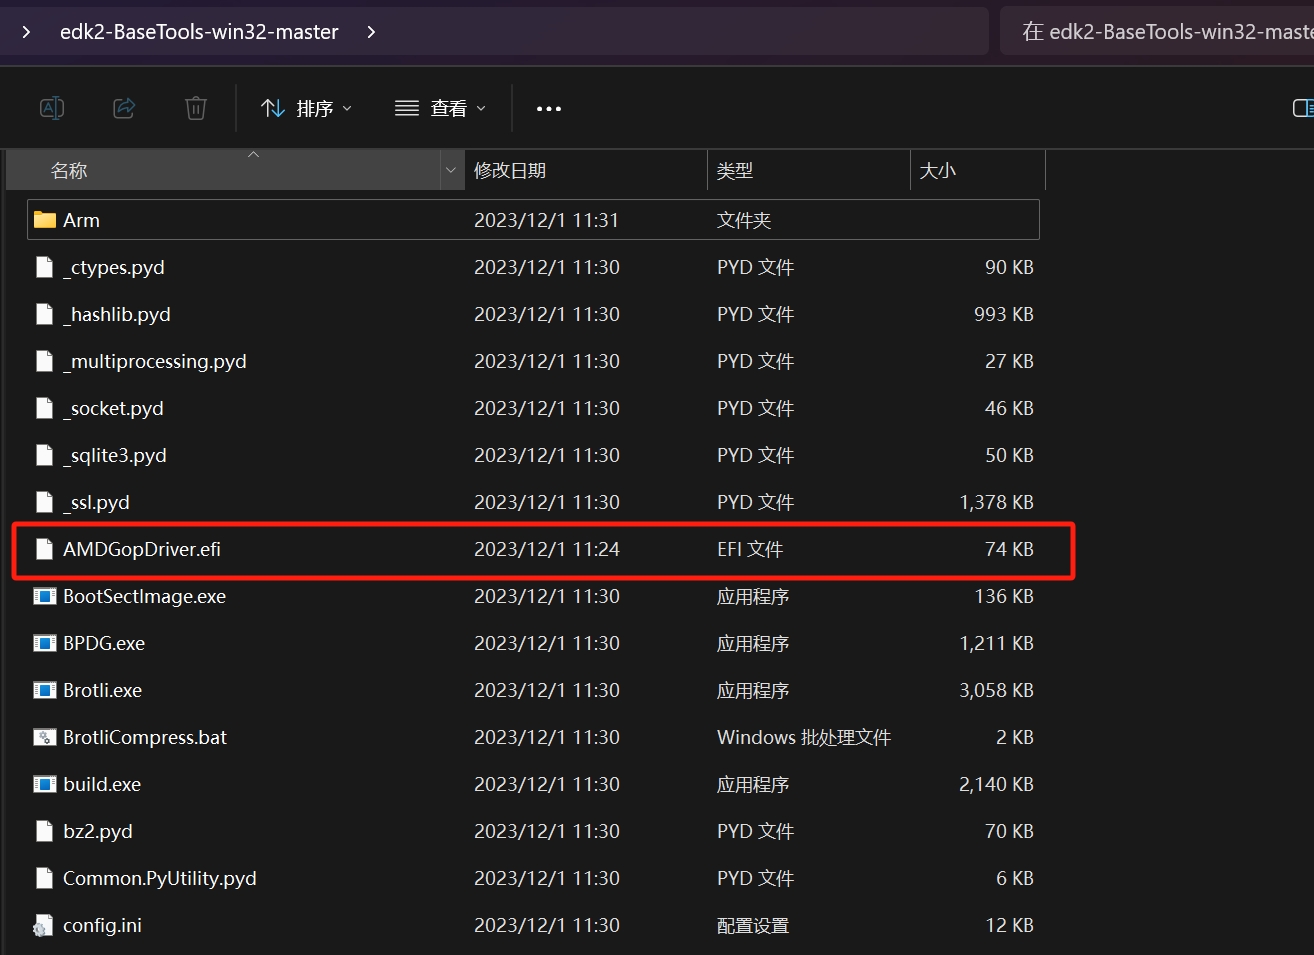 edk2-BaseTools-win32-master
在 edk2-BaseTools-win32-maste
排序 查看
名称 修改日期 类型 大小
Arm 2023/12/1 11:31 文件夹
_ctypes.pyd 2023/12/1 11:30 PYD 文件 90 KB
_hashlib.pyd 2023/12/1 11:30 PYD 文件 993 KB
_multiprocessing.pyd 2023/12/1 11:30 PYD 文件 27 KB
_socket.pyd 2023/12/1 11:30 PYD 文件 46 KB
_sqlite3.pyd 2023/12/1 11:30 PYD 文件 50 KB
_ssl.pyd 2023/12/1 11:30 PYD 文件 1,378 KB
AMDGopDriver.efi 2023/12/1 11:24 EFI 文件 74 KB
BootSectImage.exe 2023/12/1 11:30 应用程序 136 KB
BPDG.exe 2023/12/1 11:30 应用程序 1,211 KB
Brotli.exe 2023/12/1 11:30 应用程序 3,058 KB
BrotliCompress.bat 2023/12/1 11:30 Windows 批处理文件 2 KB
build.exe 2023/12/1 11:30 应用程序 2,140 KB
bz2.pyd 2023/12/1 11:30 PYD 文件 70 KB
Common.PyUtility.pyd 2023/12/1 11:30 PYD 文件 6 KB
config.ini 2023/12/1 11:30 配置设置 12 KB